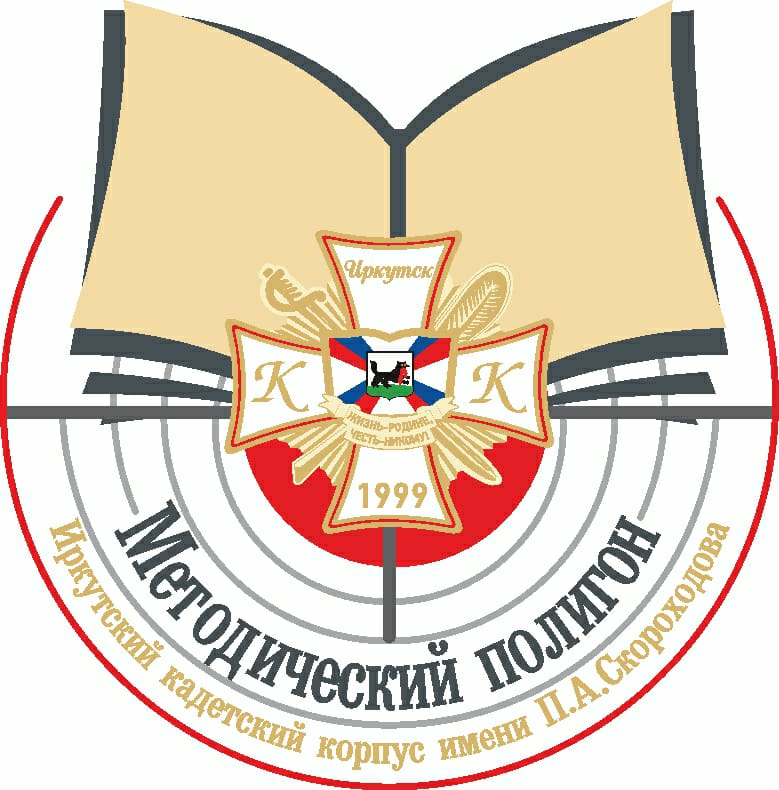 Иркутск
К К
ЖИЗНЬ-РОДИНЕ,
ЧЕСТЬ-НИКОМУ!
1999
Методический полигон
Иркутский кадетский корпус имени П.А.Скороходова